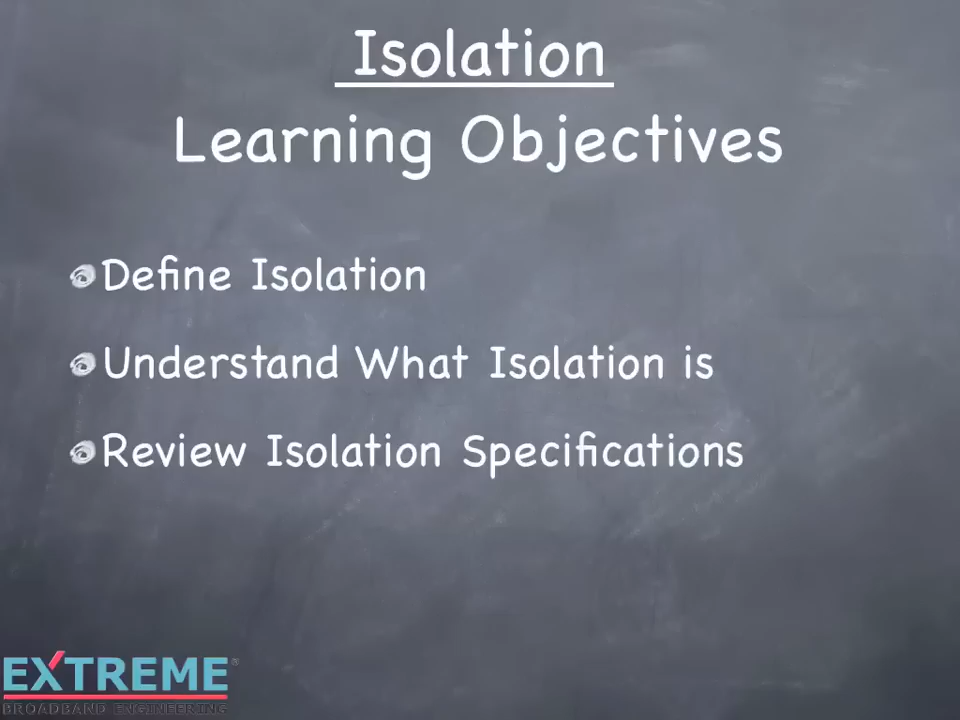 Isolation
Learning Objectives
Define Isolation
Understand What Isolation is
Review Isolation Specifications
EXTREME®
BROADBAND ENGINEERING